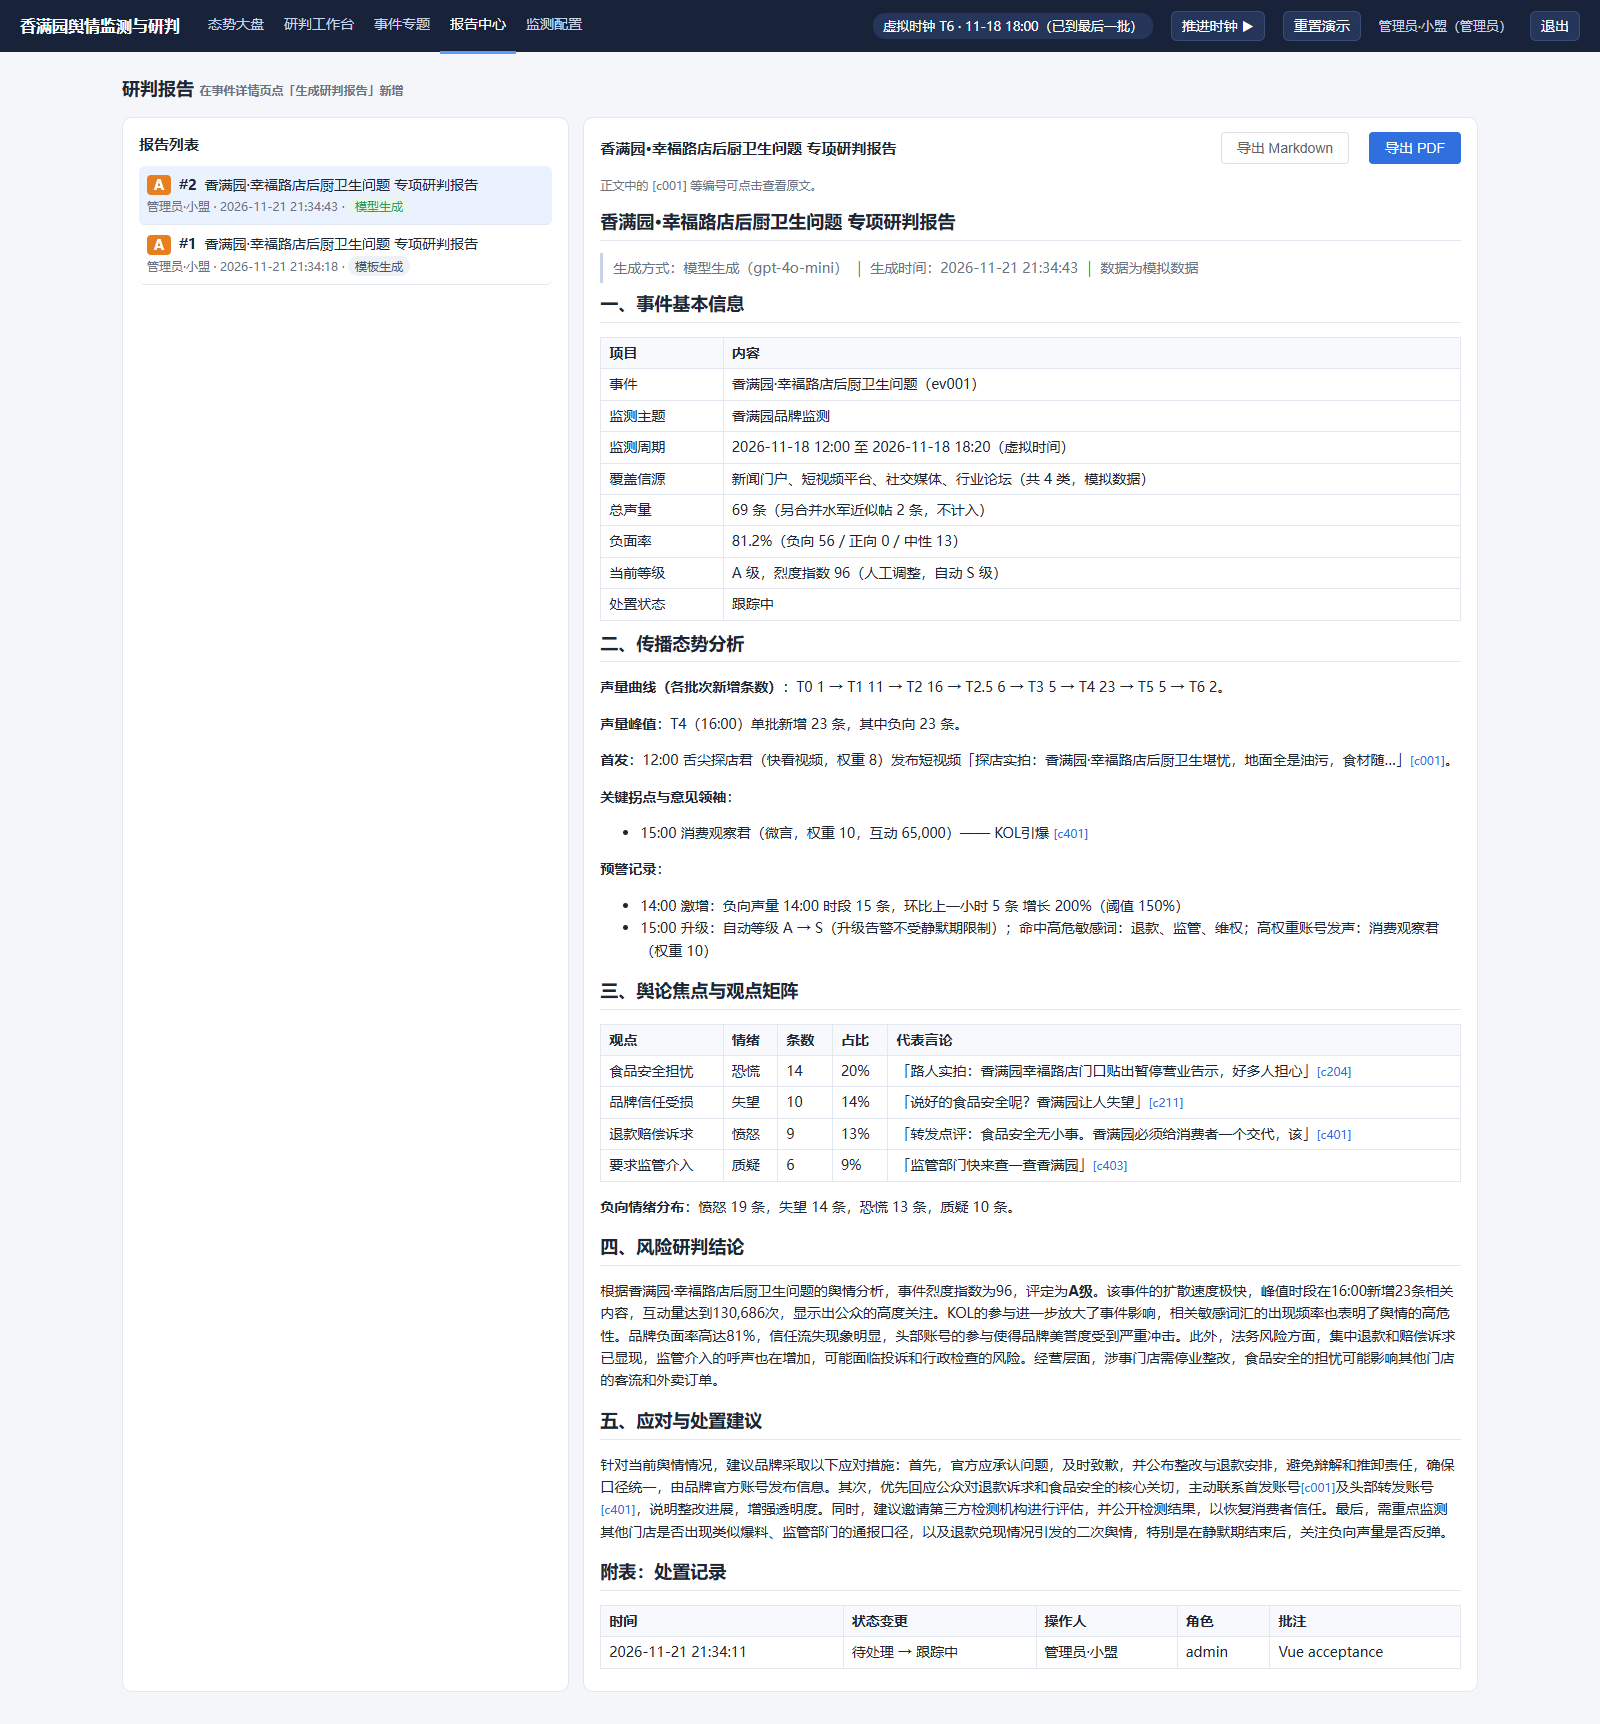 香满园舆情监测与研判 态势大盘 研判工作台 事件专题 报告中心 监测配置 虚拟时钟 T6 · 11-18 18:00（已到最后一批） 推进时钟 ▶ 重置演示 管理员·小盟（管理员） 退出
研判报告 在事件详情页点「生成研判报告」新增
报告列表
A #2 香满园·幸福路店后厨卫生问题 专项研判报告
管理员·小盟 · 2026-11-21 21:34:43 · 模型生成
A #1 香满园·幸福路店后厨卫生问题 专项研判报告
管理员·小盟 · 2026-11-21 21:34:18 · 模板生成
香满园·幸福路店后厨卫生问题 专项研判报告 导出 Markdown 导出 PDF
正文中的 [c001] 等编号可点击查看原文。
香满园·幸福路店后厨卫生问题 专项研判报告
生成方式：模型生成（gpt-4o-mini） ｜ 生成时间：2026-11-21 21:34:43 ｜ 数据为模拟数据
一、事件基本信息
项目 内容
事件 香满园·幸福路店后厨卫生问题（ev001）
监测主题 香满园品牌监测
监测周期 2026-11-18 12:00 至 2026-11-18 18:20（虚拟时间）
覆盖信源 新闻门户、短视频平台、社交媒体、行业论坛（共 4 类，模拟数据）
总声量 69 条（另合并水军近似帖 2 条，不计入）
负面率 81.2%（负向 56 / 正向 0 / 中性 13）
当前等级 A 级，烈度指数 96（人工调整，自动 S 级）
处置状态 跟踪中
二、传播态势分析
声量曲线（各批次新增条数）：T0 1 → T1 11 → T2 16 → T2.5 6 → T3 5 → T4 23 → T5 5 → T6 2。
声量峰值：T4（16:00）单批新增 23 条，其中负向 23 条。
首发：12:00 舌尖探店君（快看视频，权重 8）发布短视频「探店实拍：香满园·幸福路店后厨卫生堪忧，地面全是油污，食材随…」[c001]。
关键拐点与意见领袖：
• 15:00 消费观察君（微言，权重 10，互动 65,000）—— KOL引爆 [c401]
预警记录：
• 14:00 激增：负向声量 14:00 时段 15 条，环比上一小时 5 条 增长 200%（阈值 150%）
• 15:00 升级：自动等级 A → S（升级告警不受静默期限制）；命中高危敏感词：退款、监管、维权；高权重账号发声：消费观察君
（权重 10）
三、舆论焦点与观点矩阵
观点 情绪 条数 占比 代表言论
食品安全担忧 恐慌 14 20% 「路人实拍：香满园幸福路店门口贴出暂停营业告示，好多人担心」[c204]
品牌信任受损 失望 10 14% 「说好的食品安全呢？香满园让人失望」[c211]
退款赔偿诉求 愤怒 9 13% 「转发点评：食品安全无小事。香满园必须给消费者一个交代，该」[c401]
要求监管介入 质疑 6 9% 「监管部门快来查一查香满园」[c403]
负向情绪分布：愤怒 19 条，失望 14 条，恐慌 13 条，质疑 10 条。
四、风险研判结论
根据香满园·幸福路店后厨卫生问题的舆情分析，事件烈度指数为96，评定为A级。该事件的扩散速度极快，峰值时段在16:00新增23条相关
内容，互动量达到130,686次，显示出公众的高度关注。KOL的参与进一步放大了事件影响，相关敏感词汇的出现频率也表明了舆情的高危
性。品牌负面率高达81%，信任流失现象明显，头部账号的参与使得品牌美誉度受到严重冲击。此外，法务风险方面，集中退款和赔偿诉求
已显现，监管介入的呼声也在增加，可能面临投诉和行政检查的风险。经营层面，涉事门店需停业整改，食品安全的担忧可能影响其他门店
的客流和外卖订单。
五、应对与处置建议
针对当前舆情情况，建议品牌采取以下应对措施：首先，官方应承认问题，及时致歉，并公布整改与退款安排，避免辩解和推卸责任，确保
口径统一，由品牌官方账号发布信息。其次，优先回应公众对退款诉求和食品安全的核心关切，主动联系首发账号[c001]及头部转发账号
[c401]，说明整改进展，增强透明度。同时，建议邀请第三方检测机构进行评估，并公开检测结果，以恢复消费者信任。最后，需重点监测
其他门店是否出现类似爆料、监管部门的通报口径，以及退款兑现情况引发的二次舆情，特别是在静默期结束后，关注负向声量是否反弹。
附表：处置记录
时间 状态变更 操作人 角色 批注
2026-11-21 21:34:11 待处理 → 跟踪中 管理员·小盟 admin Vue acceptance